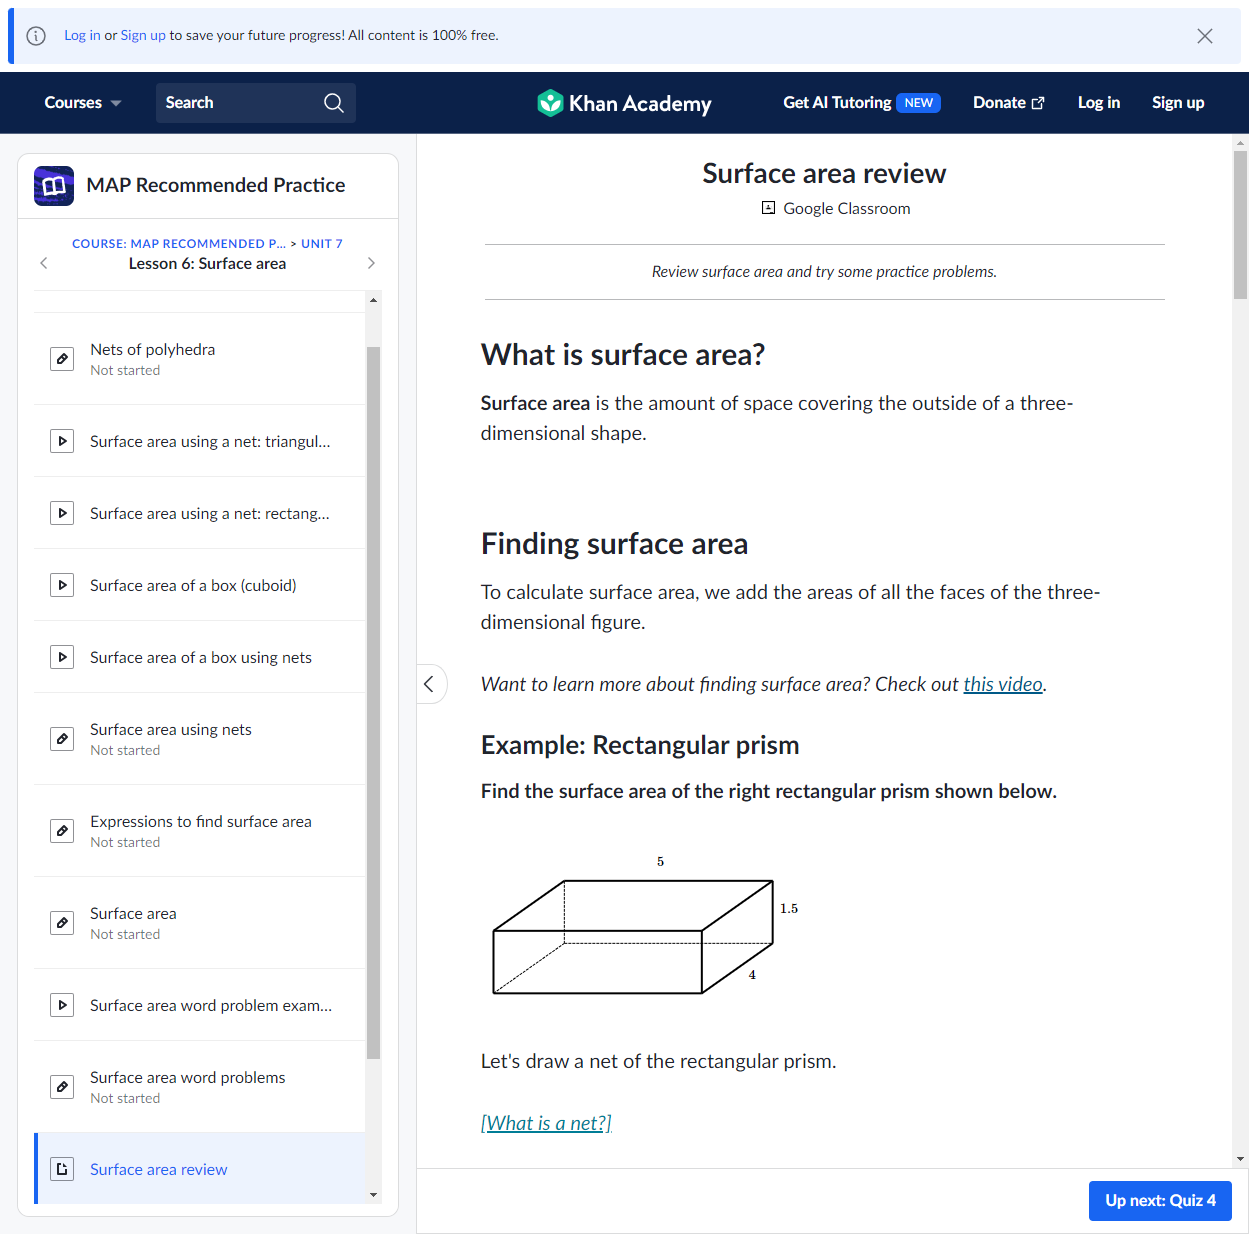 Log in or Sign up to save your future progress! All content is 100% free.
Courses
Search
Khan Academy
Get AI Tutoring NEW
Donate
Log in
Sign up
MAP Recommended Practice
COURSE: MAP RECOMMENDED P... > UNIT 7
Lesson 6: Surface area
Nets of polyhedra
Not started
Surface area using a net: triangul...
Surface area using a net: rectang...
Surface area of a box (cuboid)
Surface area of a box using nets
Surface area using nets
Not started
Expressions to find surface area
Not started
Surface area
Not started
Surface area word problem exam...
Surface area word problems
Not started
Surface area review
Surface area review
Google Classroom
Review surface area and try some practice problems.
What is surface area?
Surface area is the amount of space covering the outside of a three-
dimensional shape.
Finding surface area
To calculate surface area, we add the areas of all the faces of the three-
dimensional figure.
Want to learn more about finding surface area? Check out this video.
Example: Rectangular prism
Find the surface area of the right rectangular prism shown below.
5
1.5
4
Let's draw a net of the rectangular prism.
[What is a net?]
Up next: Quiz 4